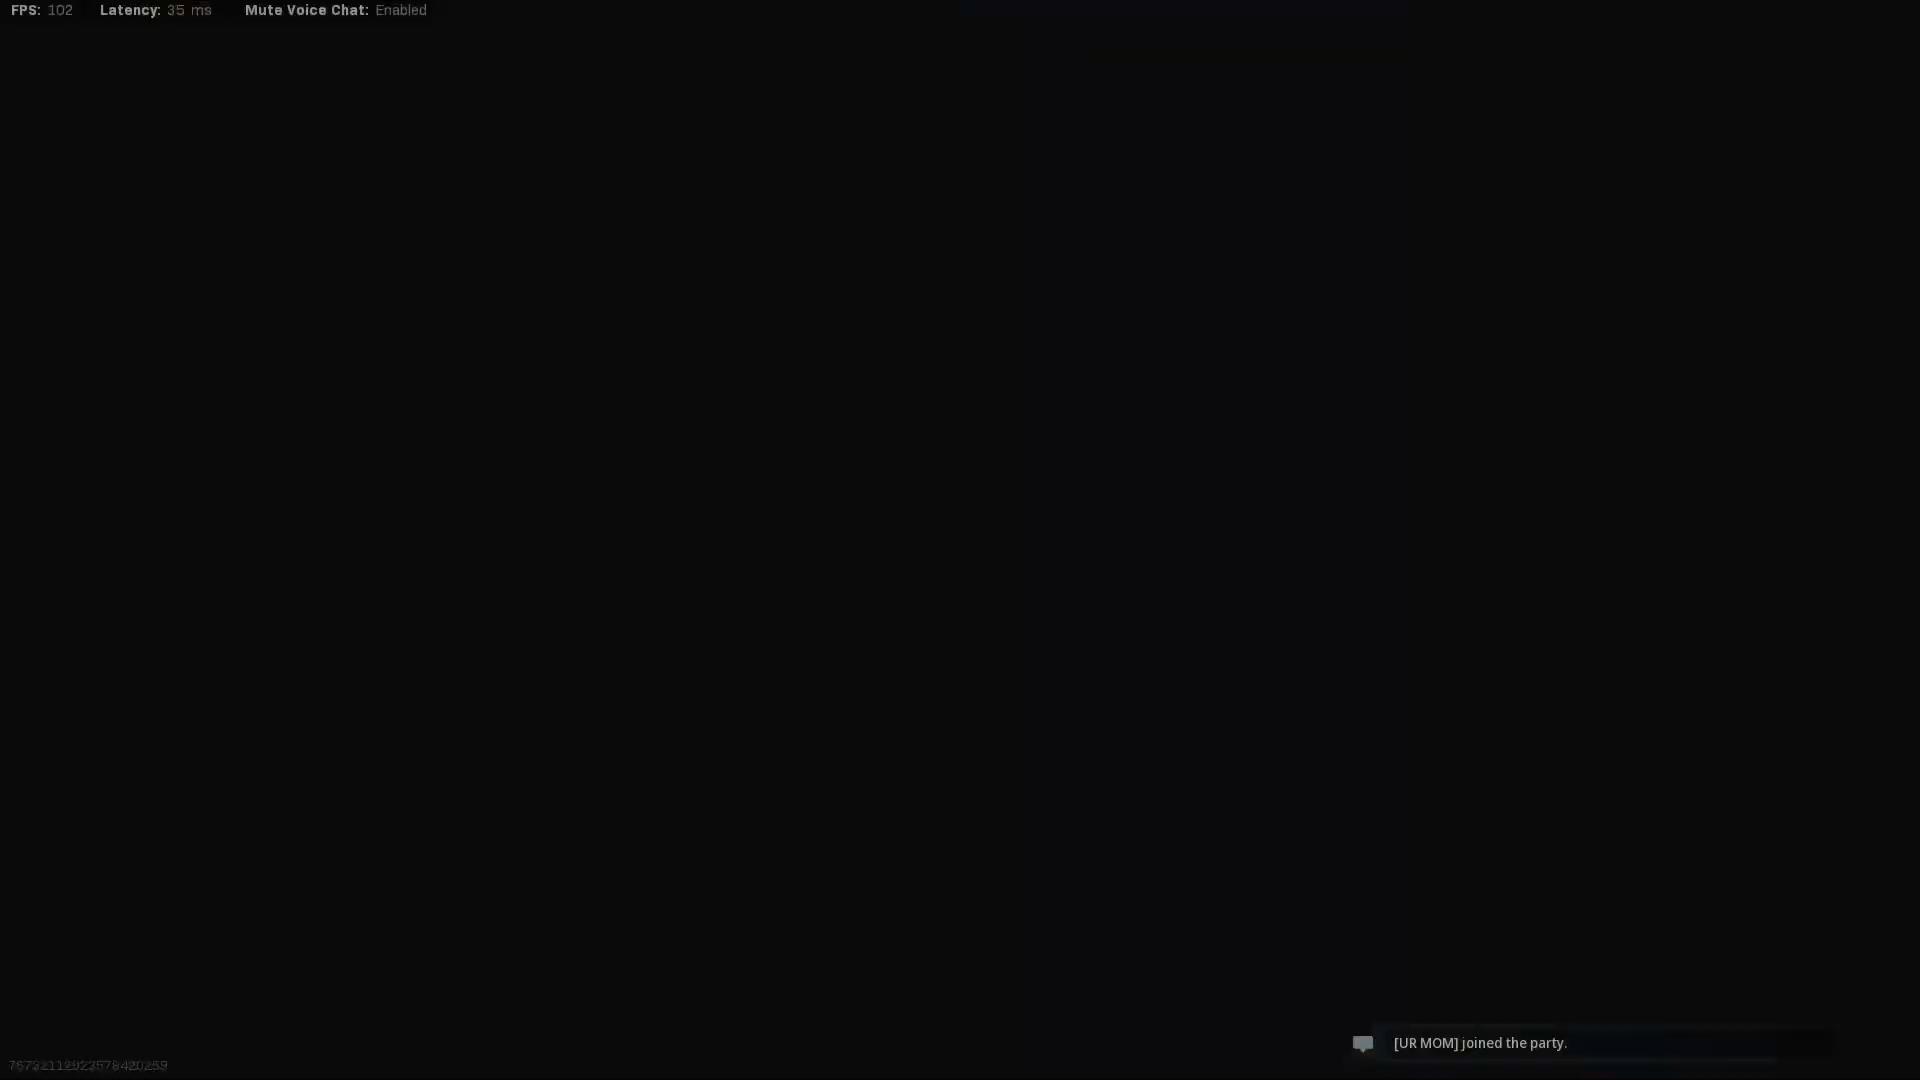 FPS: 102 Latency: 35 ms Mute Voice Chat: Enabled
[UR MOM] joined the party.